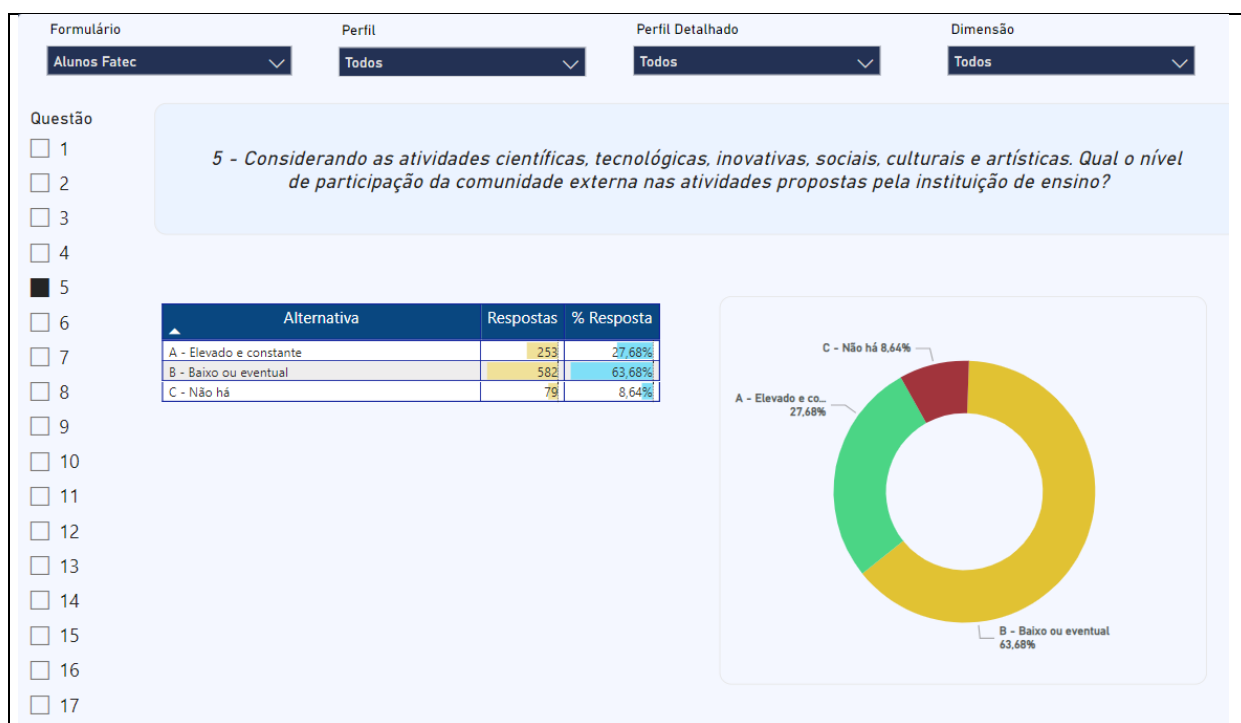 Formulário
Perfil
Perfil Detalhado
Dimensão
Alunos Fatec
Todos
Todos
Todos
Questão
1
2
3
4
5
6
7
8
9
10
11
12
13
14
15
16
17
5 - Considerando as atividades científicas, tecnológicas, inovativas, sociais, culturais e artísticas. Qual o nível
de participação da comunidade externa nas atividades propostas pela instituição de ensino?
Alternativa Respostas % Resposta
A - Elevado e constante 253 27,68%
B - Baixo ou eventual 582 63,68%
C - Não há 79 8,64%
C - Não há 8,64%
A - Elevado e co...
27,68%
B - Baixo ou eventual
63,68%